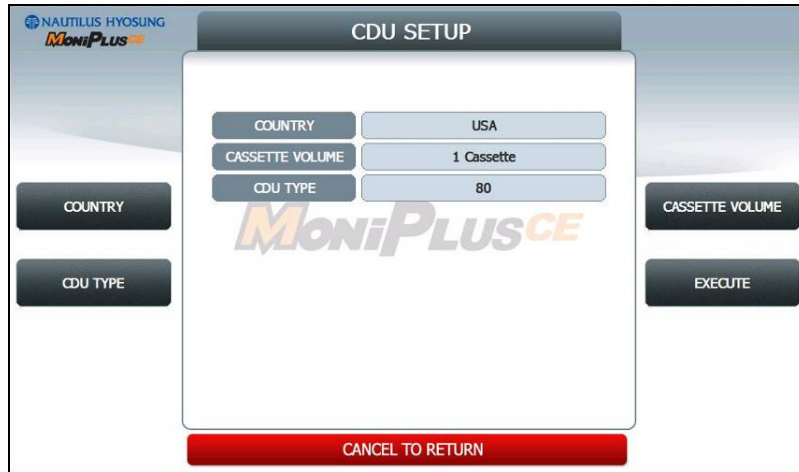 NAUTILUS HYOSUNG
MONiPLUSCE
CDU SETUP
COUNTRY USA
CASSETTE VOLUME 1 Cassette
CDU TYPE 80
MONiPLUSCE
COUNTRY
CASSETTE VOLUME
CDU TYPE
EXECUTE
CANCEL TO RETURN